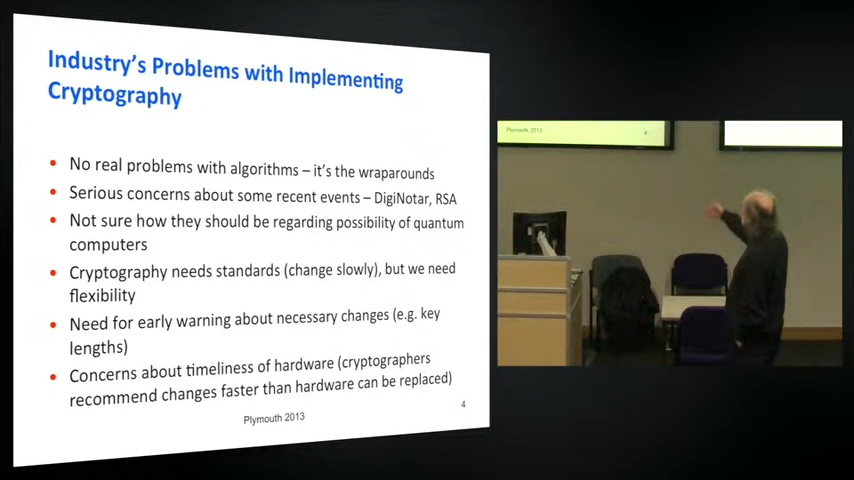 Industry's Problems with Implementing
Cryptography
• No real problems with algorithms – it's the wraparounds
• Serious concerns about some recent events – DigiNotar, RSA
• Not sure how they should be regarding possibility of quantum
computers
• Cryptography needs standards (change slowly), but we need
flexibility
• Need for early warning about necessary changes (e.g. key
lengths)
• Concerns about timeliness of hardware (cryptographers
recommend changes faster than hardware can be replaced)
Plymouth 2013
4
Plymouth 2013
4